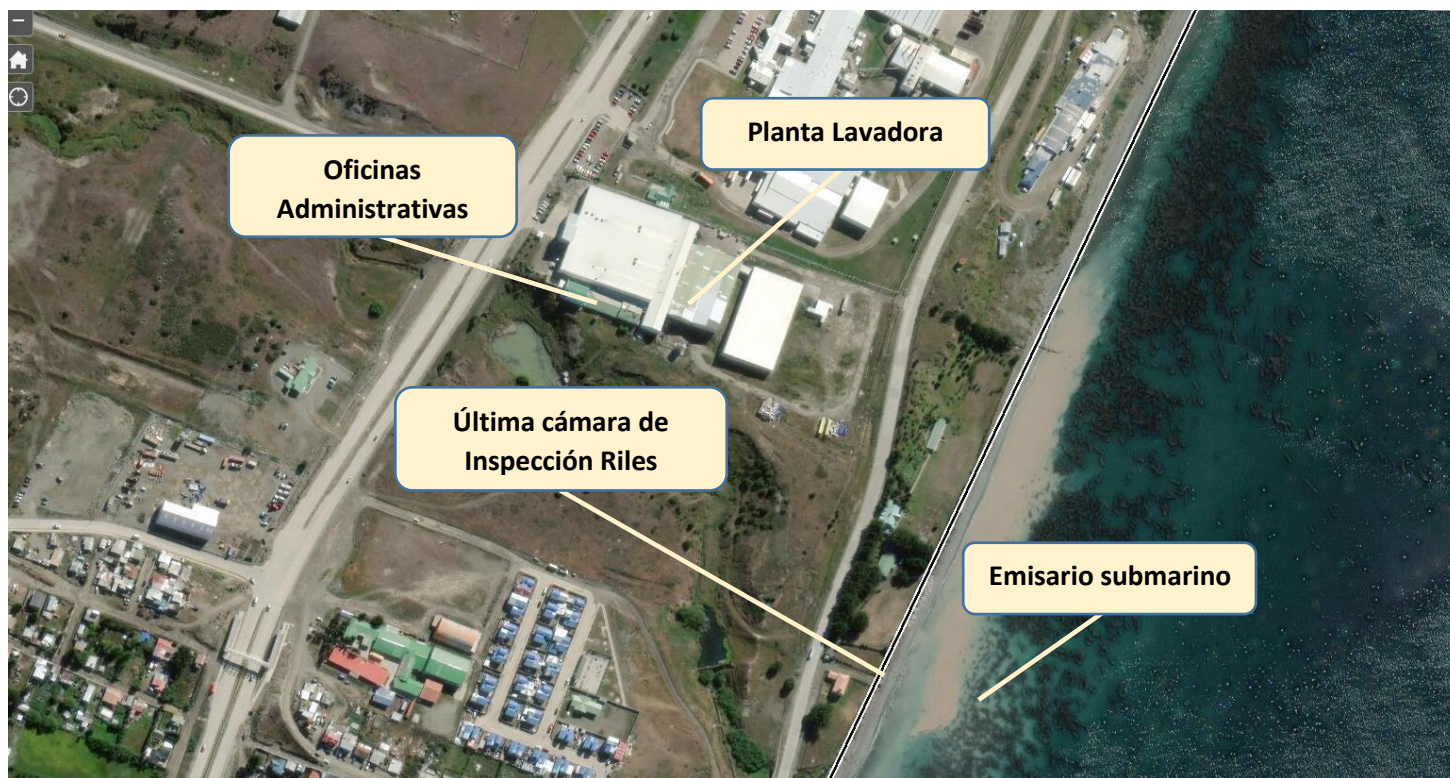 Planta Lavadora
Oficinas
Administrativas
Última cámara de
Inspección Riles
Emisario submarino